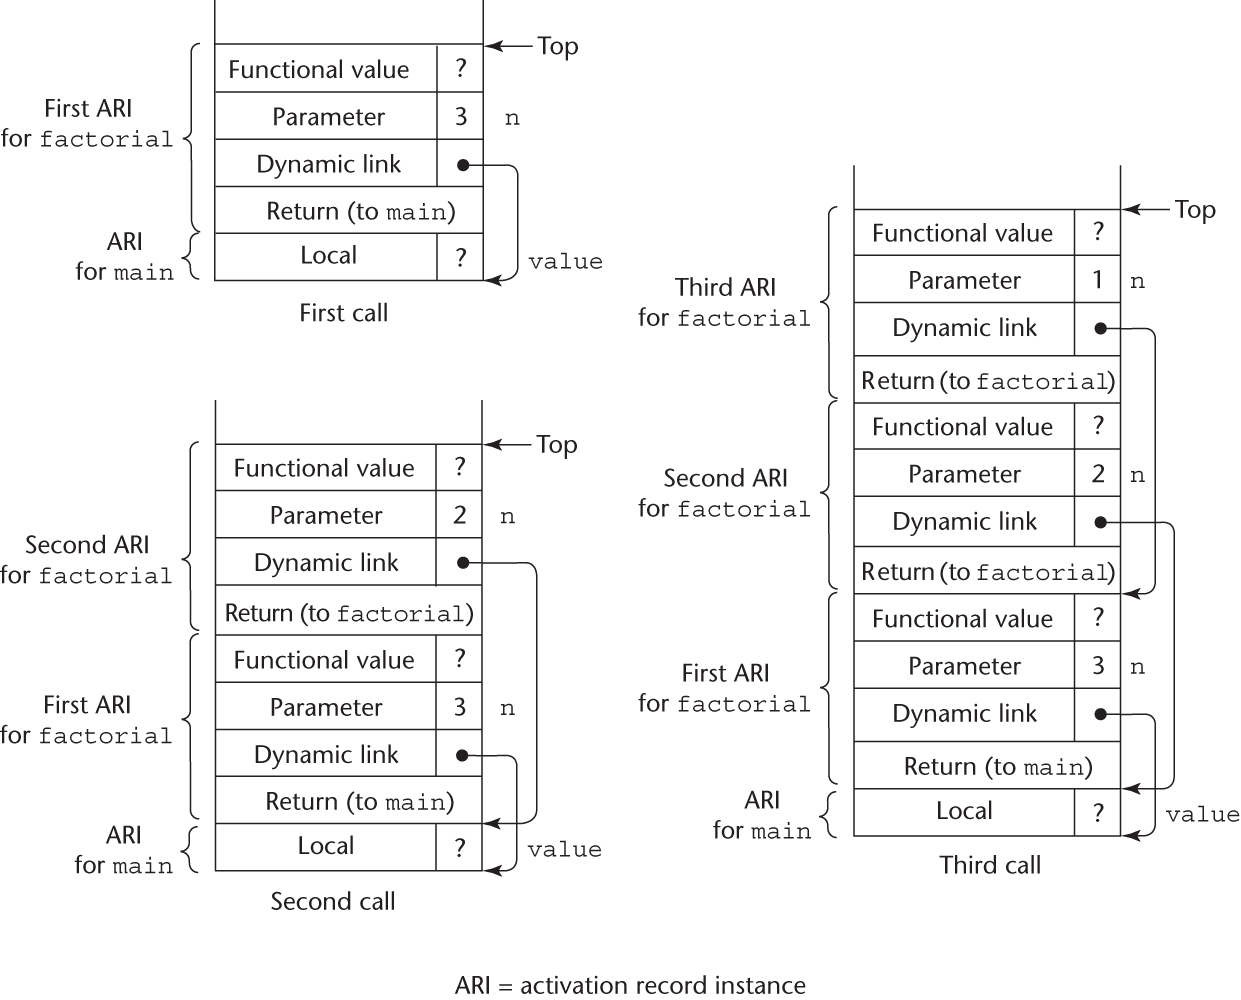 Top
Functional value ?
First ARI
for factorial
Parameter 3 n
Dynamic link
Return (to main)
ARI
for main
Local ? value
First call
Top
Functional value ?
Second ARI
for factorial
Parameter 2 n
Dynamic link
Return (to factorial)
Functional value ?
First ARI
for factorial
Parameter 3 n
Dynamic link
Return (to main)
ARI
for main
Local ? value
Second call
Top
Functional value ?
Third ARI
for factorial
Parameter 1 n
Dynamic link
Return (to factorial)
Functional value ?
Second ARI
for factorial
Parameter 2 n
Dynamic link
Return (to factorial)
Functional value ?
First ARI
for factorial
Parameter 3 n
Dynamic link
Return (to main)
ARI
for main
Local ? value
Third call
ARI = activation record instance